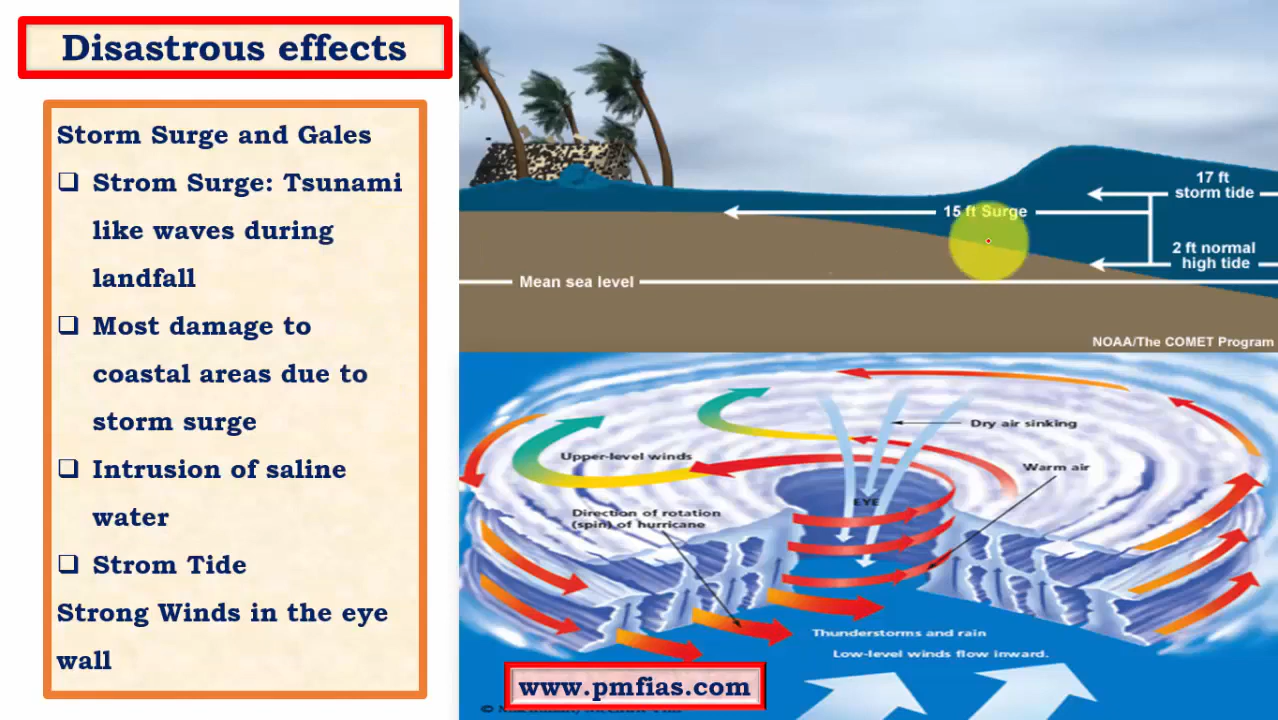 Disastrous effects
Storm Surge and Gales
❑ Strom Surge: Tsunami
like waves during
landfall
❑ Most damage to
coastal areas due to
storm surge
❑ Intrusion of saline
water
❑ Strom Tide
Strong Winds in the eye
wall
17 ft
storm tide
15 ft Surge
2 ft normal
high tide
Mean sea level
NOAA/The COMET Program
Dry air sinking
Upper-level winds
Warm air
EYE
Direction of rotation
(spin) of hurricane
Thunderstorms and rain
Low-level winds flow inward.
www.pmfias.com